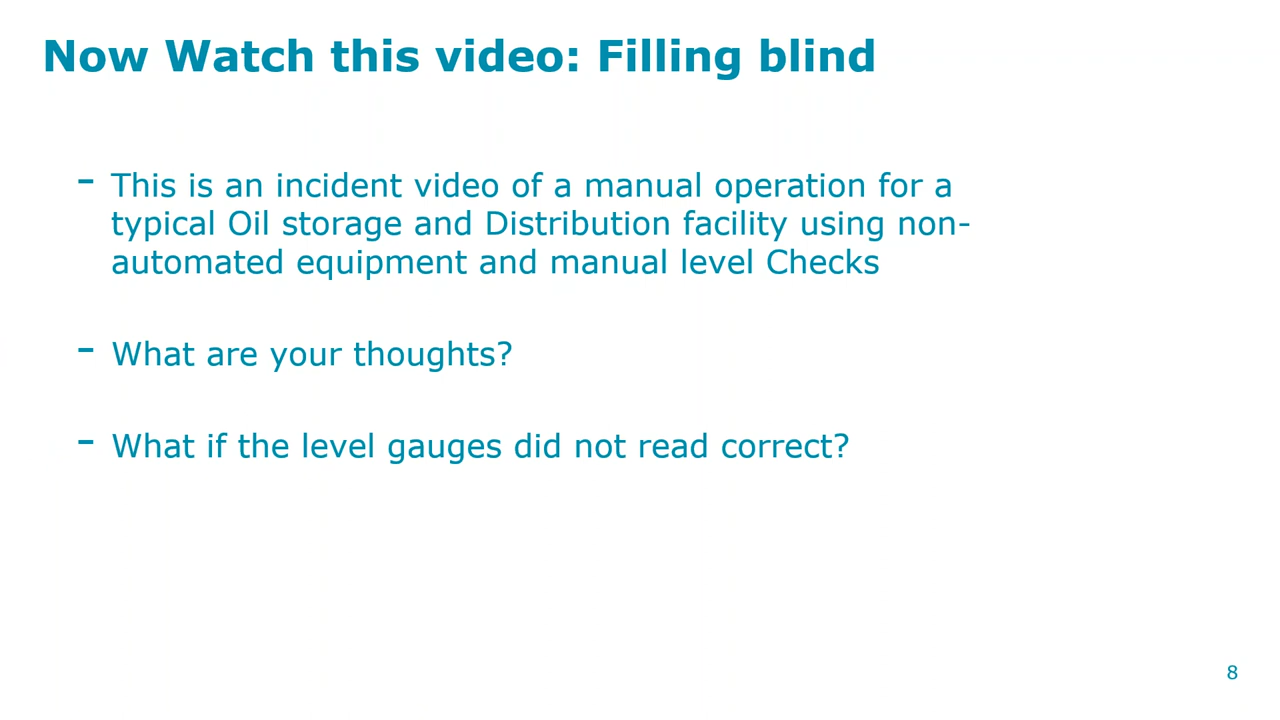 Now Watch this video: Filling blind
- This is an incident video of a manual operation for a
typical Oil storage and Distribution facility using non-
automated equipment and manual level Checks
- What are your thoughts?
- What if the level gauges did not read correct?
8